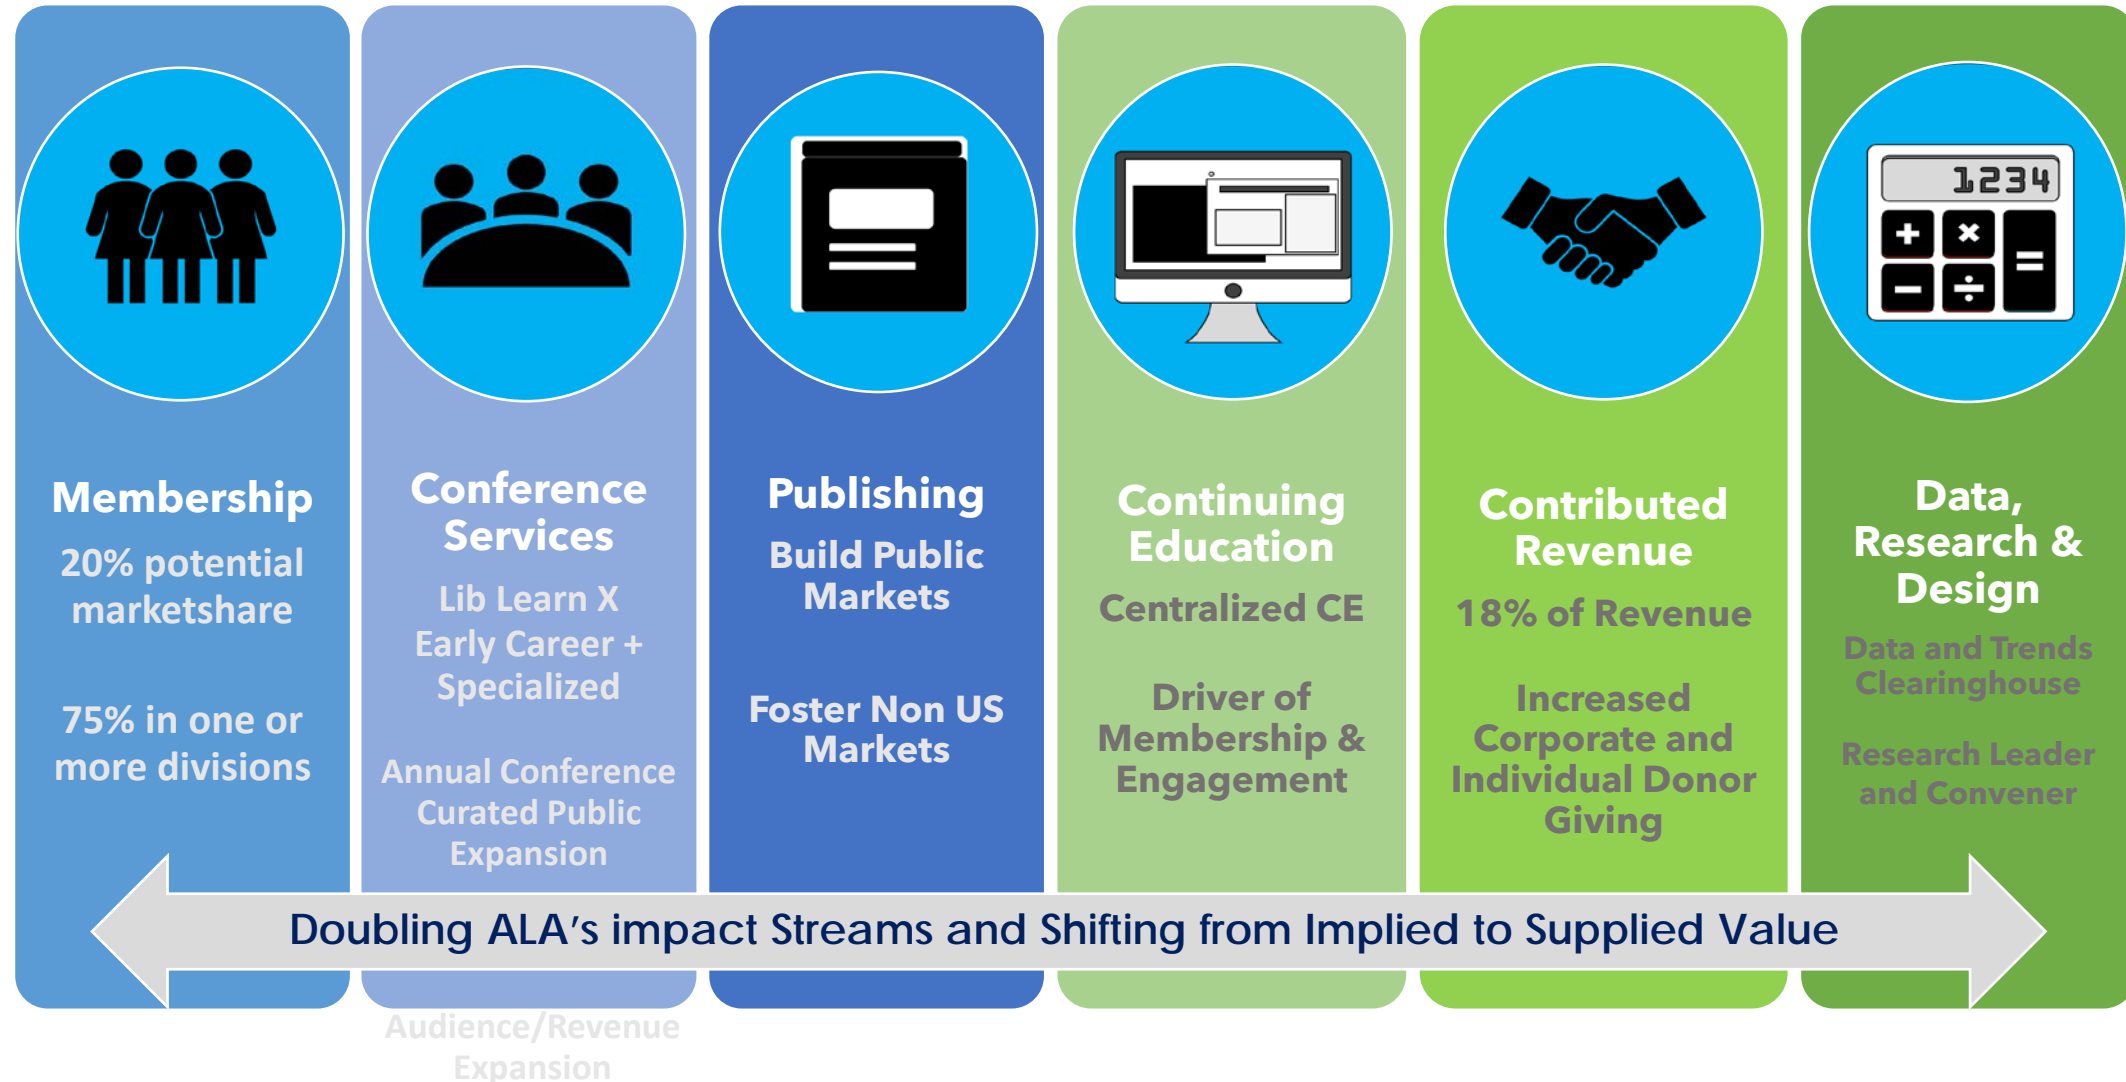 1234
Membership
20% potential
marketshare
75% in one or
more divisions
Conference
Services
Lib Learn X
Early Career +
Specialized
Annual Conference
Curated Public
Expansion
Audience/Revenue
Expansion
Publishing
Build Public
Markets
Foster Non US
Markets
Continuing
Education
Centralized CE
Driver of
Membership &
Engagement
Contributed
Revenue
18% of Revenue
Increased
Corporate and
Individual Donor
Giving
Data,
Research &
Design
Data and Trends
Clearinghouse
Research Leader
and Convener
Doubling ALA's impact Streams and Shifting from Implied to Supplied Value